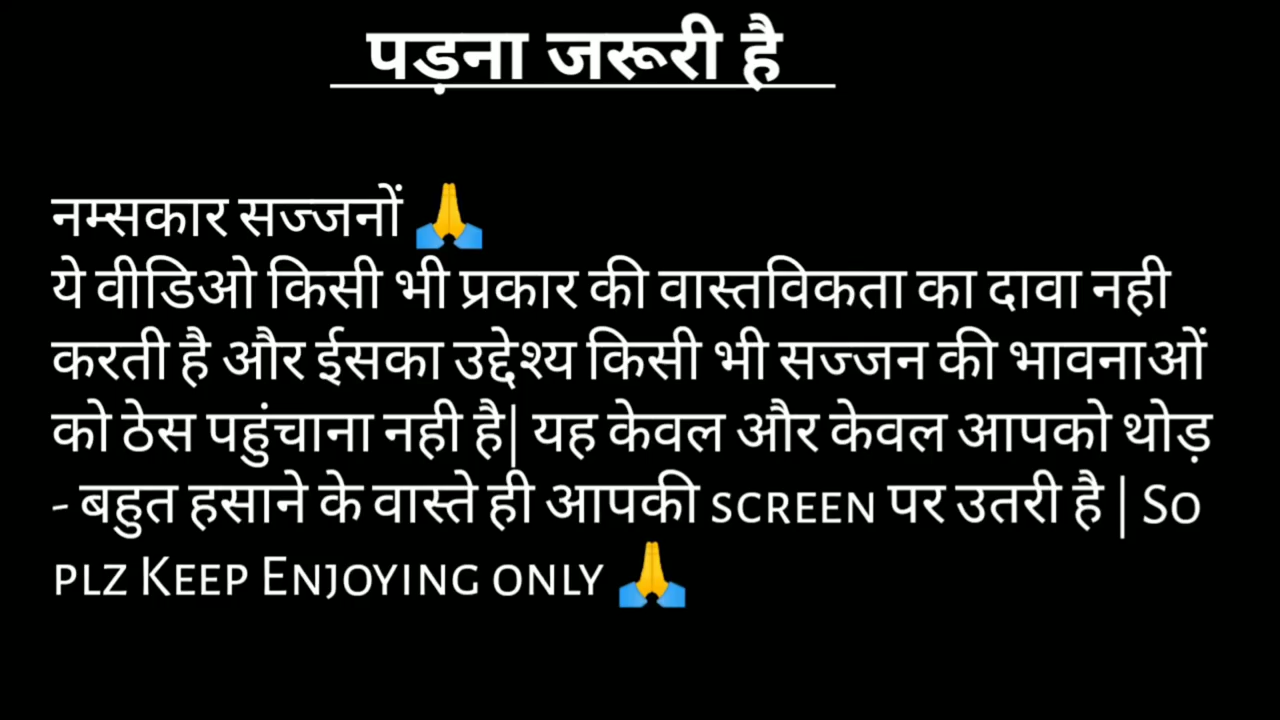 पड़ना जरूरी है
नम्सकार सज्जनों 🙏
ये वीडिओ किसी भी प्रकार की वास्तविकता का दावा नही
करती है और ईसका उद्देश्य किसी भी सज्जन की भावनाओं
को ठेस पहुंचाना नही है| यह केवल और केवल आपको थोड़
- बहुत हसाने के वास्ते ही आपकी SCREEN पर उतरी है | SO
PLZ KEEP ENJOYING ONLY 🙏